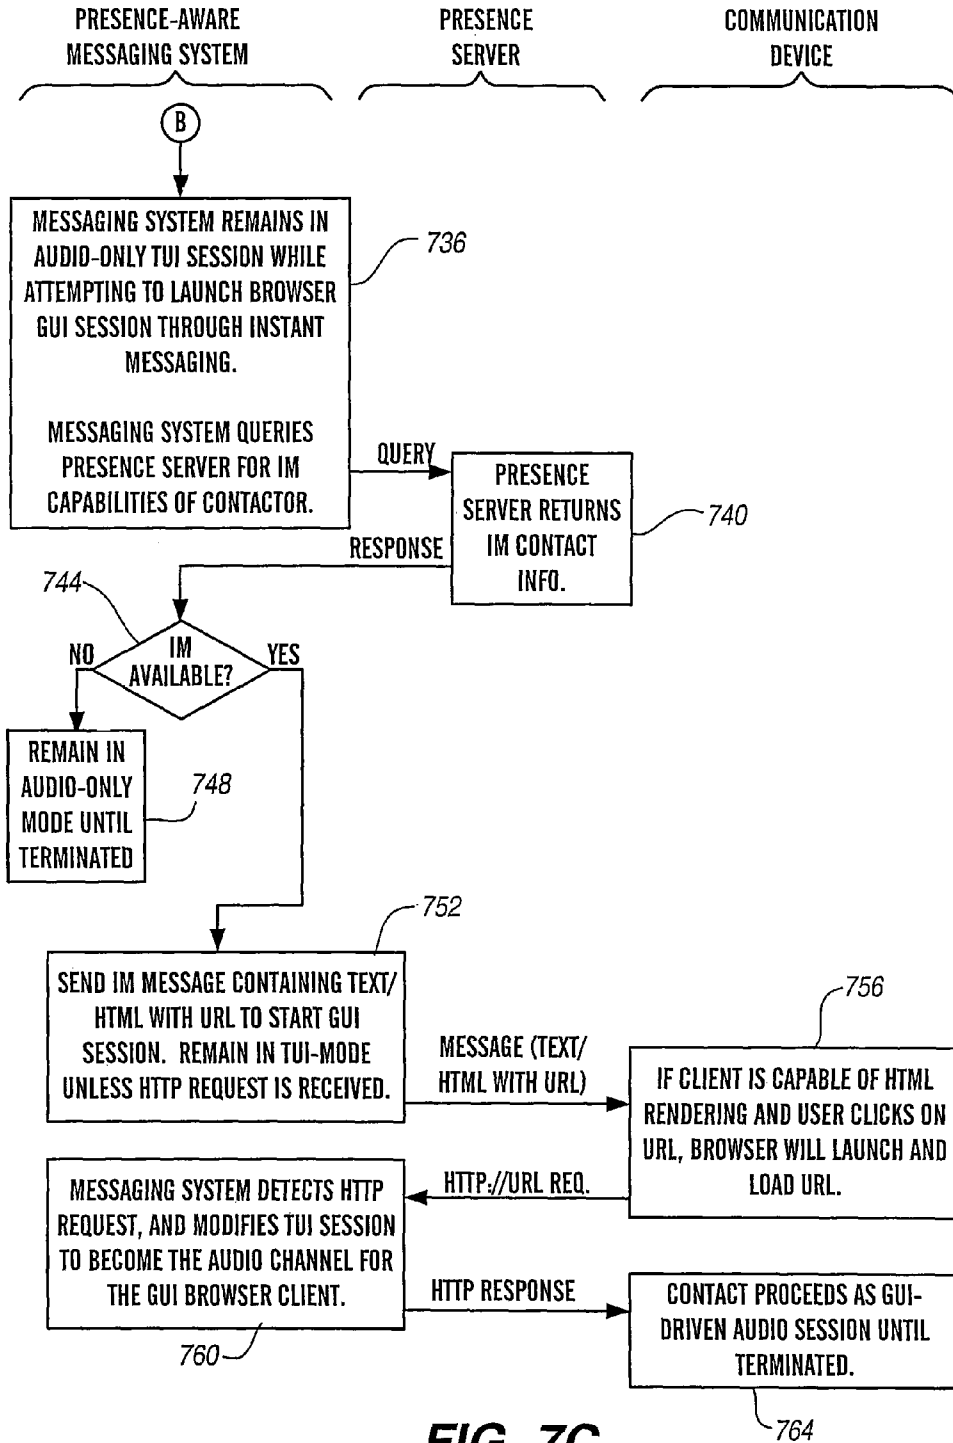 PRESENCE-AWARE
MESSAGING SYSTEM
PRESENCE
SERVER
COMMUNICATION
DEVICE
B
MESSAGING SYSTEM REMAINS IN
AUDIO-ONLY TUI SESSION WHILE
ATTEMPTING TO LAUNCH BROWSER
GUI SESSION THROUGH INSTANT
MESSAGING.
MESSAGING SYSTEM QUERIES
PRESENCE SERVER FOR IM
CAPABILITIES OF CONTACTOR.
736
QUERY
PRESENCE
SERVER RETURNS
IM CONTACT
INFO.
740
RESPONSE
744
NO
IM
AVAILABLE?
YES
REMAIN IN
AUDIO-ONLY
MODE UNTIL
TERMINATED
748
752
SEND IM MESSAGE CONTAINING TEXT/
HTML WITH URL TO START GUI
SESSION. REMAIN IN TUI-MODE
UNLESS HTTP REQUEST IS RECEIVED.
MESSAGE (TEXT/
HTML WITH URL)
756
IF CLIENT IS CAPABLE OF HTML
RENDERING AND USER CLICKS ON
URL, BROWSER WILL LAUNCH AND
LOAD URL.
HTTP://URL REQ.
MESSAGING SYSTEM DETECTS HTTP
REQUEST, AND MODIFIES TUI SESSION
TO BECOME THE AUDIO CHANNEL FOR
THE GUI BROWSER CLIENT.
760
HTTP RESPONSE
CONTACT PROCEEDS AS GUI-
DRIVEN AUDIO SESSION UNTIL
TERMINATED.
764
FIG. 7C